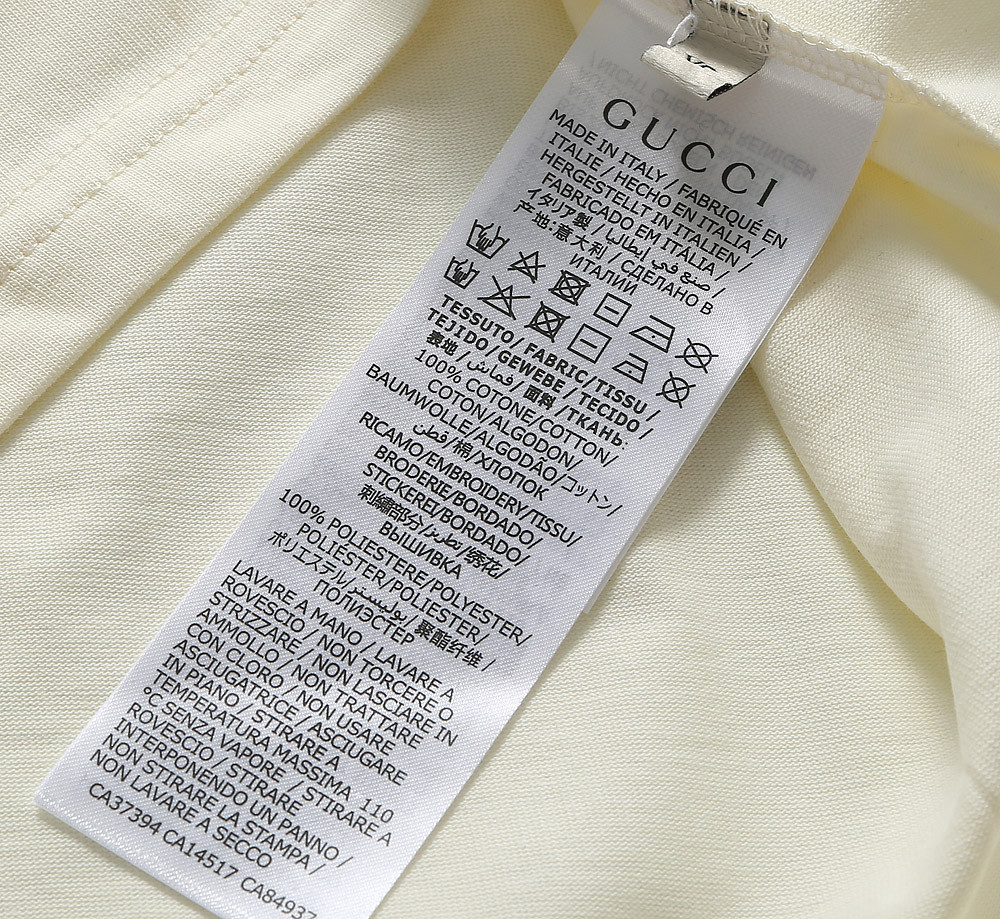 GUCCI
MADE IN ITALY / FABRIQUÉ EN
ITALIE / HECHO EN ITALIA /
HERGESTELLT IN ITALIEN /
FABRICADO EM ITÁLIA /
イタリア製 / صنع في إيطاليا /
产地:意大利 / СДЕЛАНО В
ИТАЛИИ
TESSUTO/FABRIC/TISSU/
TEJIDO/GEWEBE/TECIDO/
表地/قماش/面料/ТКАНЬ:
100% COTONE/COTTON/
COTON/ALGODON/
BAUMWOLLE/ALGODÃO/コットン/
قطن/棉/ХЛОПОК
RICAMO/EMBROIDERY/TISSU/
BRODERIE/BORDADO/
STICKEREI/BORDADO/
刺繍部分/تطريز/绣花/
ВЫШИВКА
100% POLIESTERE/POLYESTER/
POLIÉSTER/POLIESTER/
ポリエステル/بوليستر/聚酯纤维 /
ПОЛИЭСТЕР
LAVARE A MANO / LAVARE A
ROVESCIO / NON TORCERE O
STRIZZARE / NON LASCIARE IN
AMMOLLO / NON TRATTARE
CON CLORO / NON USARE
ASCIUGATRICE / ASCIUGARE
IN PIANO / STIRARE A
TEMPERATURA MASSIMA 110
°C SENZA VAPORE / STIRARE A
ROVESCIO / STIRARE
INTERPONENDO UN PANNO /
NON STIRARE LA STAMPA /
NON LAVARE A SECCO
CA37394 CA14517 CA84937